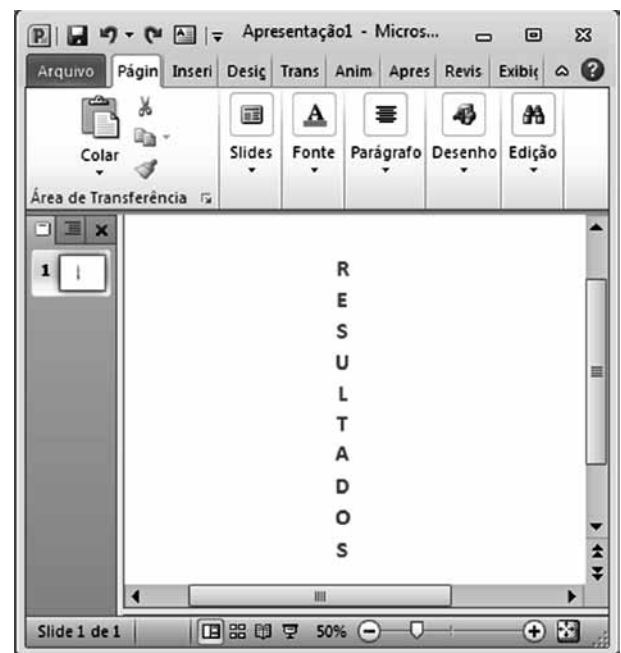 Apresentação1 - Micros...
Arquivo Págin Inseri Desig Trans Anim Apres Revis Exibiç
Colar Slides Fonte Parágrafo Desenho Edição
Área de Transferência
1
R
E
S
U
L
T
A
D
O
S
Slide 1 de 1 50%